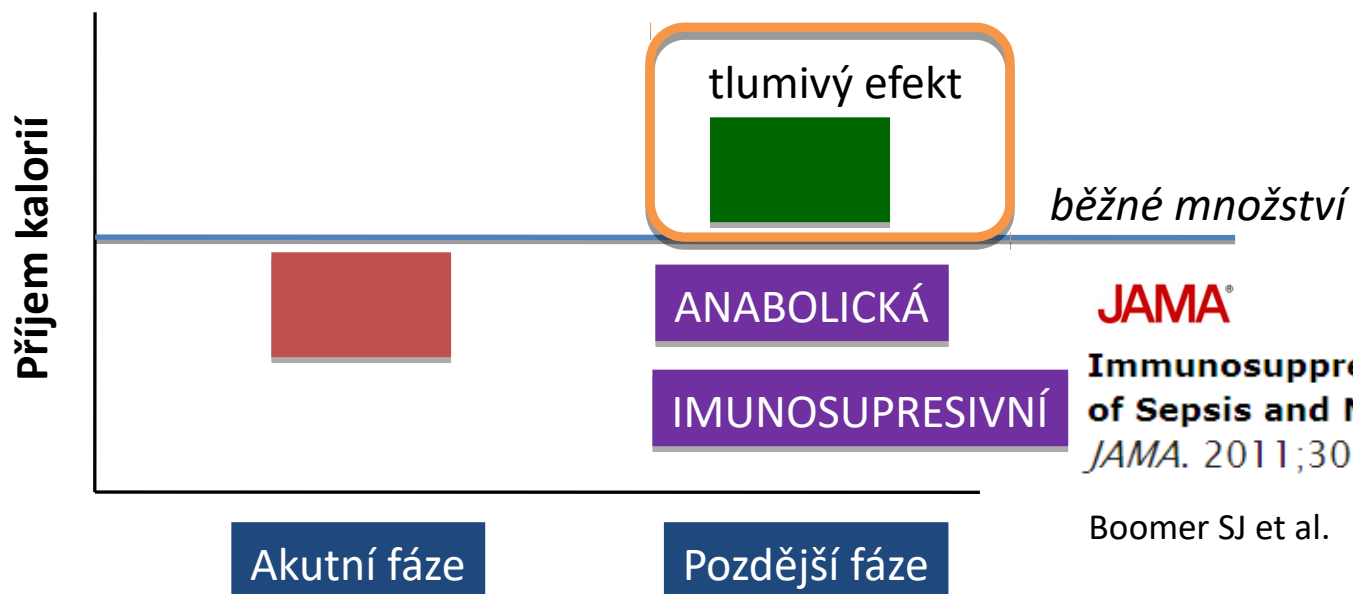 tlumivý efekt
Příjem kalorií
běžné množství
ANABOLICKÁ
JAMA®
IMUNOSUPRESIVNÍ
of Sepsis and
JAMA. 2011;30
Boomer SJ et al.
Akutní fáze
Pozdější fáze